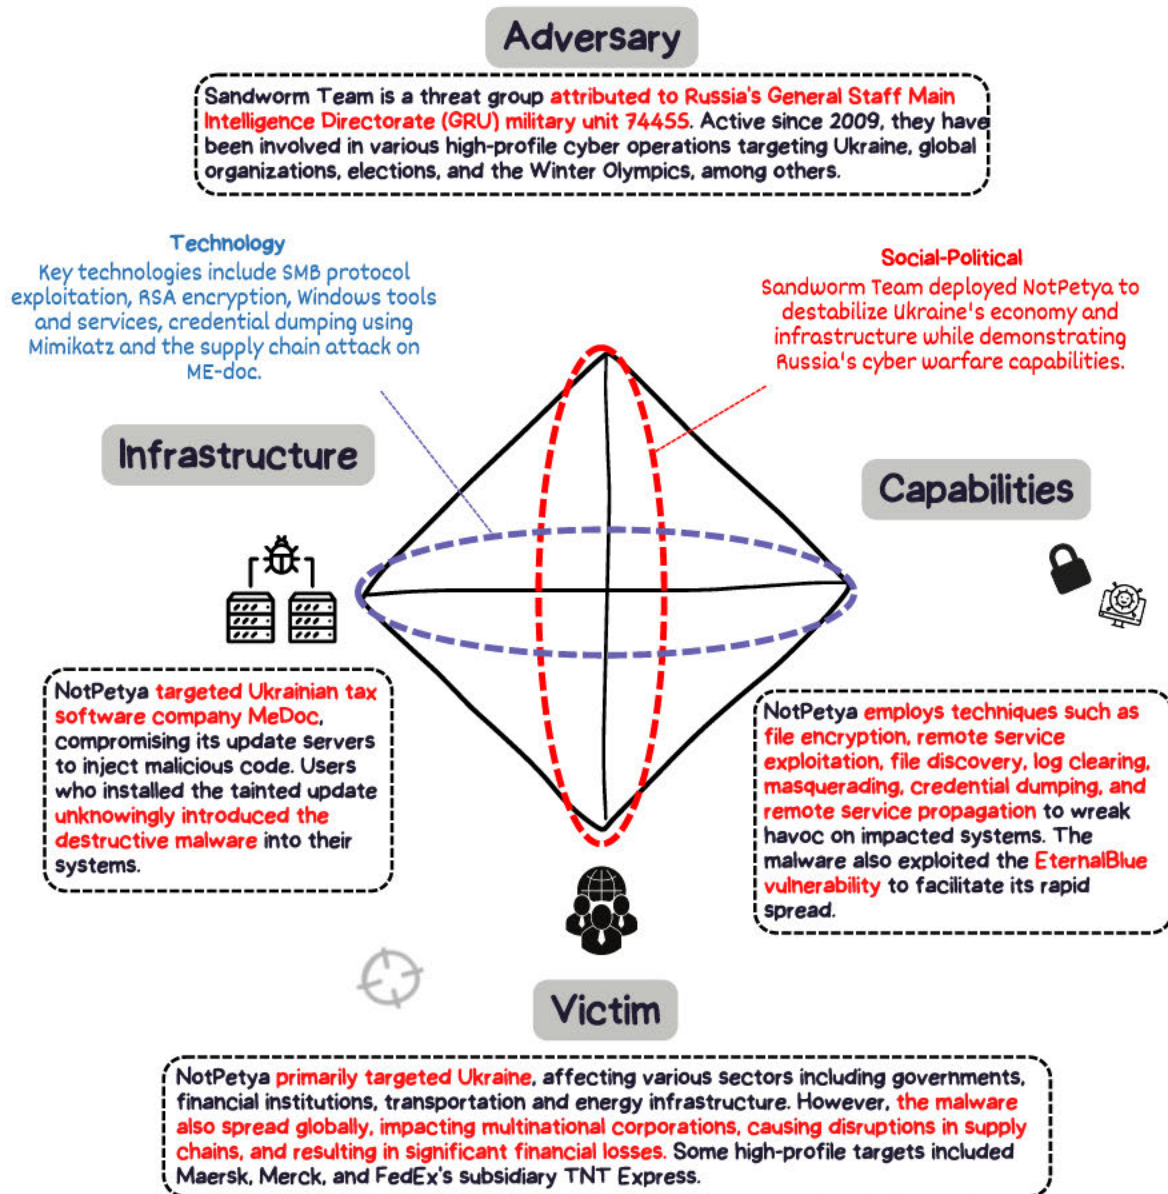 Adversary
Sandworm Team is a threat group attributed to Russia's General Staff Main
Intelligence Directorate (GRU) military unit 74455. Active since 2009, they have
been involved in various high-profile cyber operations targeting Ukraine, global
organizations, elections, and the Winter Olympics, among others.
Technology
Key technologies include SMB protocol
exploitation, RSA encryption, Windows tools
and services, credential dumping using
Mimikatz and the supply chain attack on
ME-doc.
Social-Political
Sandworm Team deployed NotPetya to
destabilize Ukraine's economy and
infrastructure while demonstrating
Russia's cyber warfare capabilities.
Infrastructure
Capabilities
NotPetya targeted Ukrainian tax
software company MeDoc,
compromising its update servers
to inject malicious code. Users
who installed the tainted update
unknowingly introduced the
destructive malware into their
systems.
NotPetya employs techniques such as
file encryption, remote service
exploitation, file discovery, log clearing,
masquerading, credential dumping, and
remote service propagation to wreak
havoc on impacted systems. The
malware also exploited the EternalBlue
vulnerability to facilitate its rapid
spread.
Victim
NotPetya primarily targeted Ukraine, affecting various sectors including governments,
financial institutions, transportation and energy infrastructure. However, the malware
also spread globally, impacting multinational corporations, causing disruptions in supply
chains, and resulting in significant financial losses. Some high-profile targets included
Maersk, Merck, and FedEx's subsidiary TNT Express.